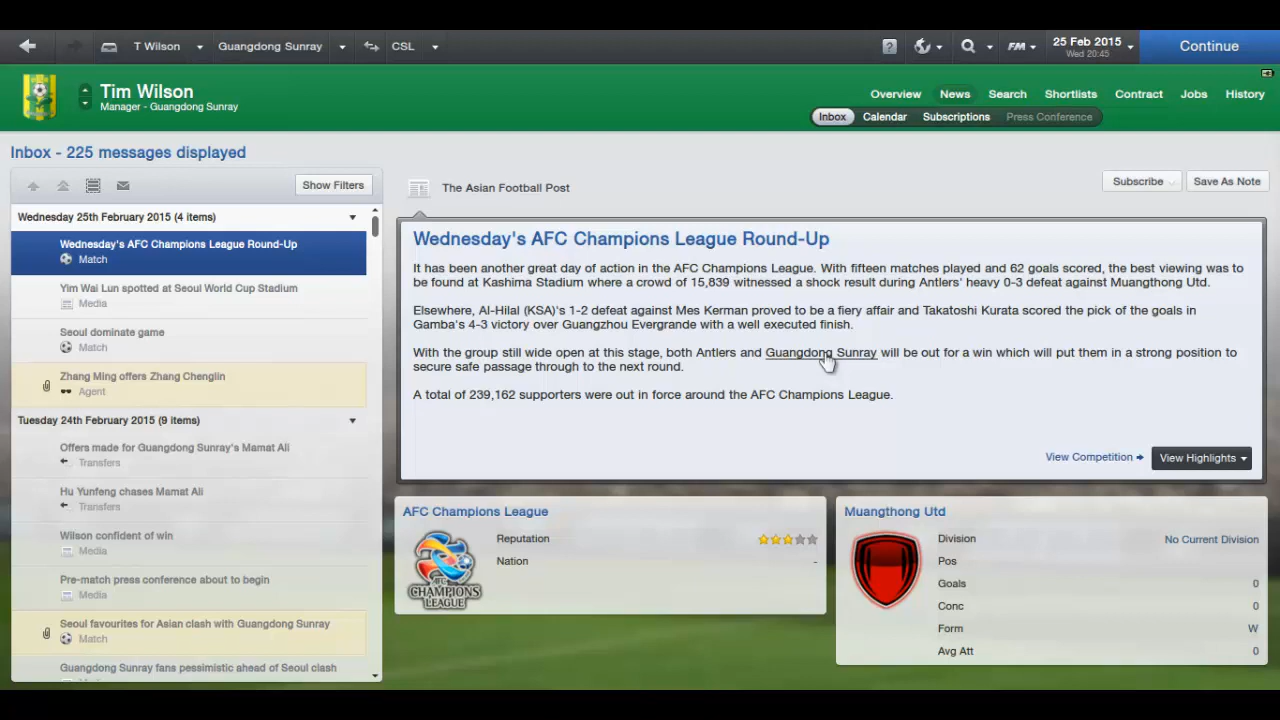 T Wilson
Guangdong Sunray
CSL
?
FM
25 Feb 2015
Wed 20:45
Continue
Tim Wilson
Manager - Guangdong Sunray
Overview News Search Shortlists Contract Jobs History
Inbox Calendar Subscriptions Press Conference
Inbox - 225 messages displayed
Show Filters
Wednesday 25th February 2015 (4 items)
Wednesday's AFC Champions League Round-Up
Match
Yim Wai Lun spotted at Seoul World Cup Stadium
Media
Seoul dominate game
Match
Zhang Ming offers Zhang Chenglin
Agent
Tuesday 24th February 2015 (9 items)
Offers made for Guangdong Sunray's Mamat Ali
Transfers
Hu Yunfeng chases Mamat Ali
Transfers
Wilson confident of win
Media
Pre-match press conference about to begin
Media
Seoul favourites for Asian clash with Guangdong Sunray
Match
Guangdong Sunray fans pessimistic ahead of Seoul clash
The Asian Football Post
Subscribe
Save As Note
Wednesday's AFC Champions League Round-Up
It has been another great day of action in the AFC Champions League. With fifteen matches played and 62 goals scored, the best viewing was to
be found at Kashima Stadium where a crowd of 15,839 witnessed a shock result during Antlers' heavy 0-3 defeat against Muangthong Utd.
Elsewhere, Al-Hilal (KSA)'s 1-2 defeat against Mes Kerman proved to be a fiery affair and Takatoshi Kurata scored the pick of the goals in
Gamba's 4-3 victory over Guangzhou Evergrande with a well executed finish.
With the group still wide open at this stage, both Antlers and Guangdong Sunray will be out for a win which will put them in a strong position to
secure safe passage through to the next round.
A total of 239,162 supporters were out in force around the AFC Champions League.
View Competition
View Highlights
AFC Champions League
Reputation
Nation -
AFC
CHAMPIONS
LEAGUE
Muangthong Utd
Division No Current Division
Pos
Goals 0
Conc 0
Form W
Avg Att 0